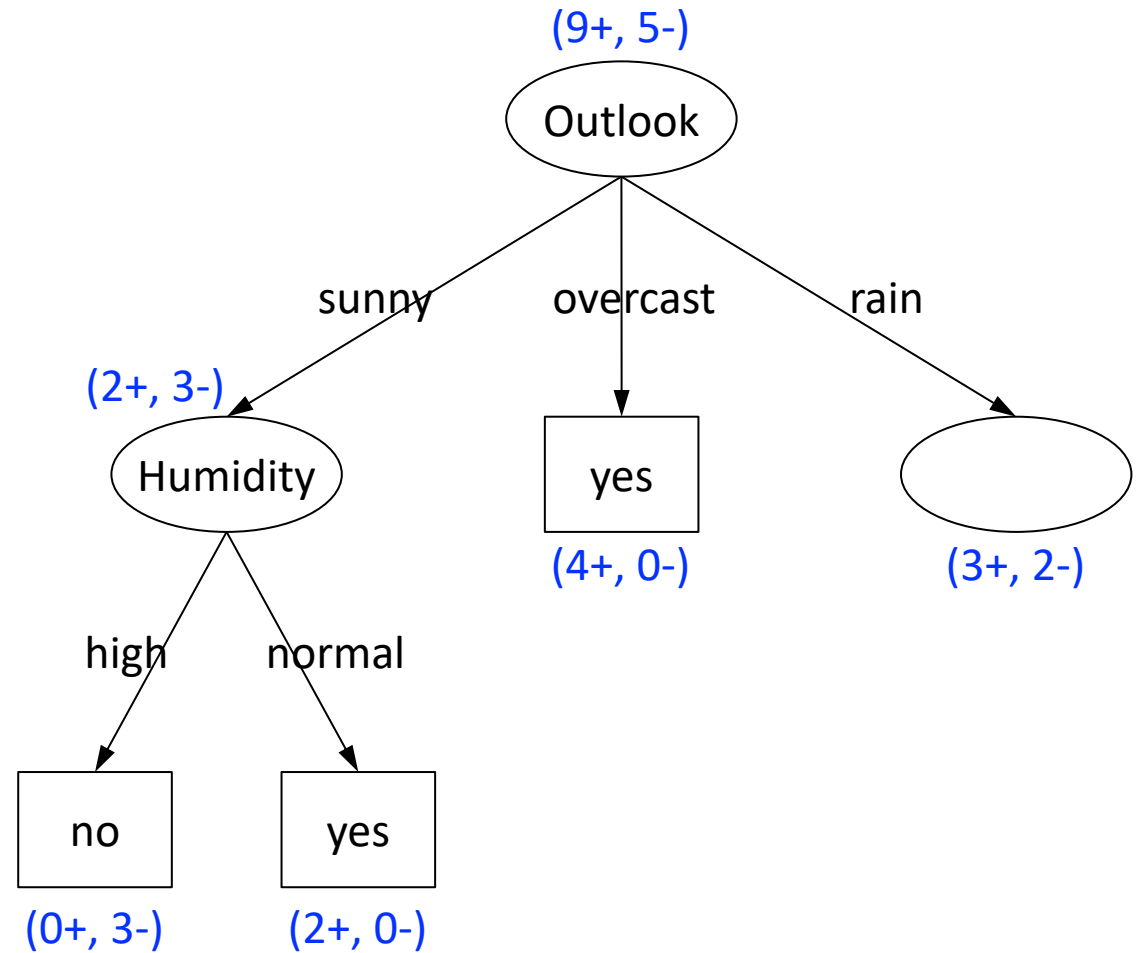 (9+, 5-)
Outlook
sunny
overcast
rain
(2+, 3-)
Humidity
yes
(4+, 0-)
(3+, 2-)
high
normal
no
yes
(0+, 3-)
(2+, 0-)